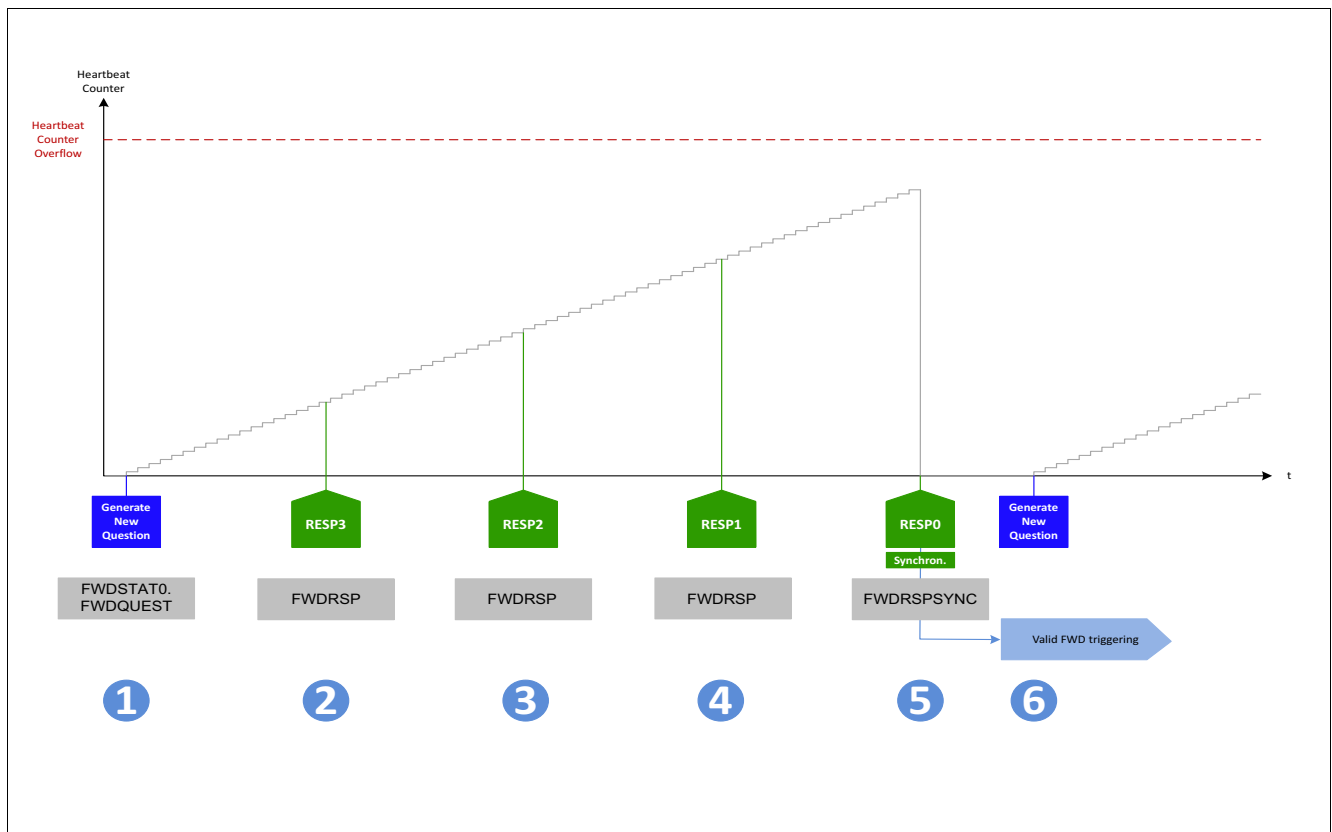 Heartbeat
Counter
Heartbeat
Counter
Overflow
t
Generate
New
Question
RESP3
RESP2
RESP1
RESP0
Generate
New
Question
Synchron.
FWDSTAT0.
FWDQUEST
FWDRSP
FWDRSP
FWDRSP
FWDRSPSYNC
Valid FWD triggering
1
2
3
4
5
6